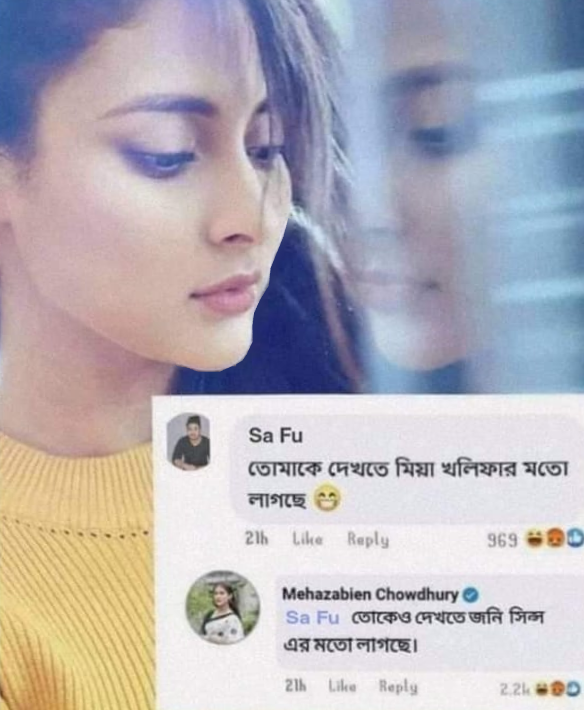 Sa Fu
তোমাকে দেখতে মিয়া খলিফার মতো
লাগছে 😁
21h Like Reply 969
Mehazabien Chowdhury
Sa Fu তোকেও দেখতে জনি সিন্স
এর মতো লাগছে।
21h Like Reply 2.2k